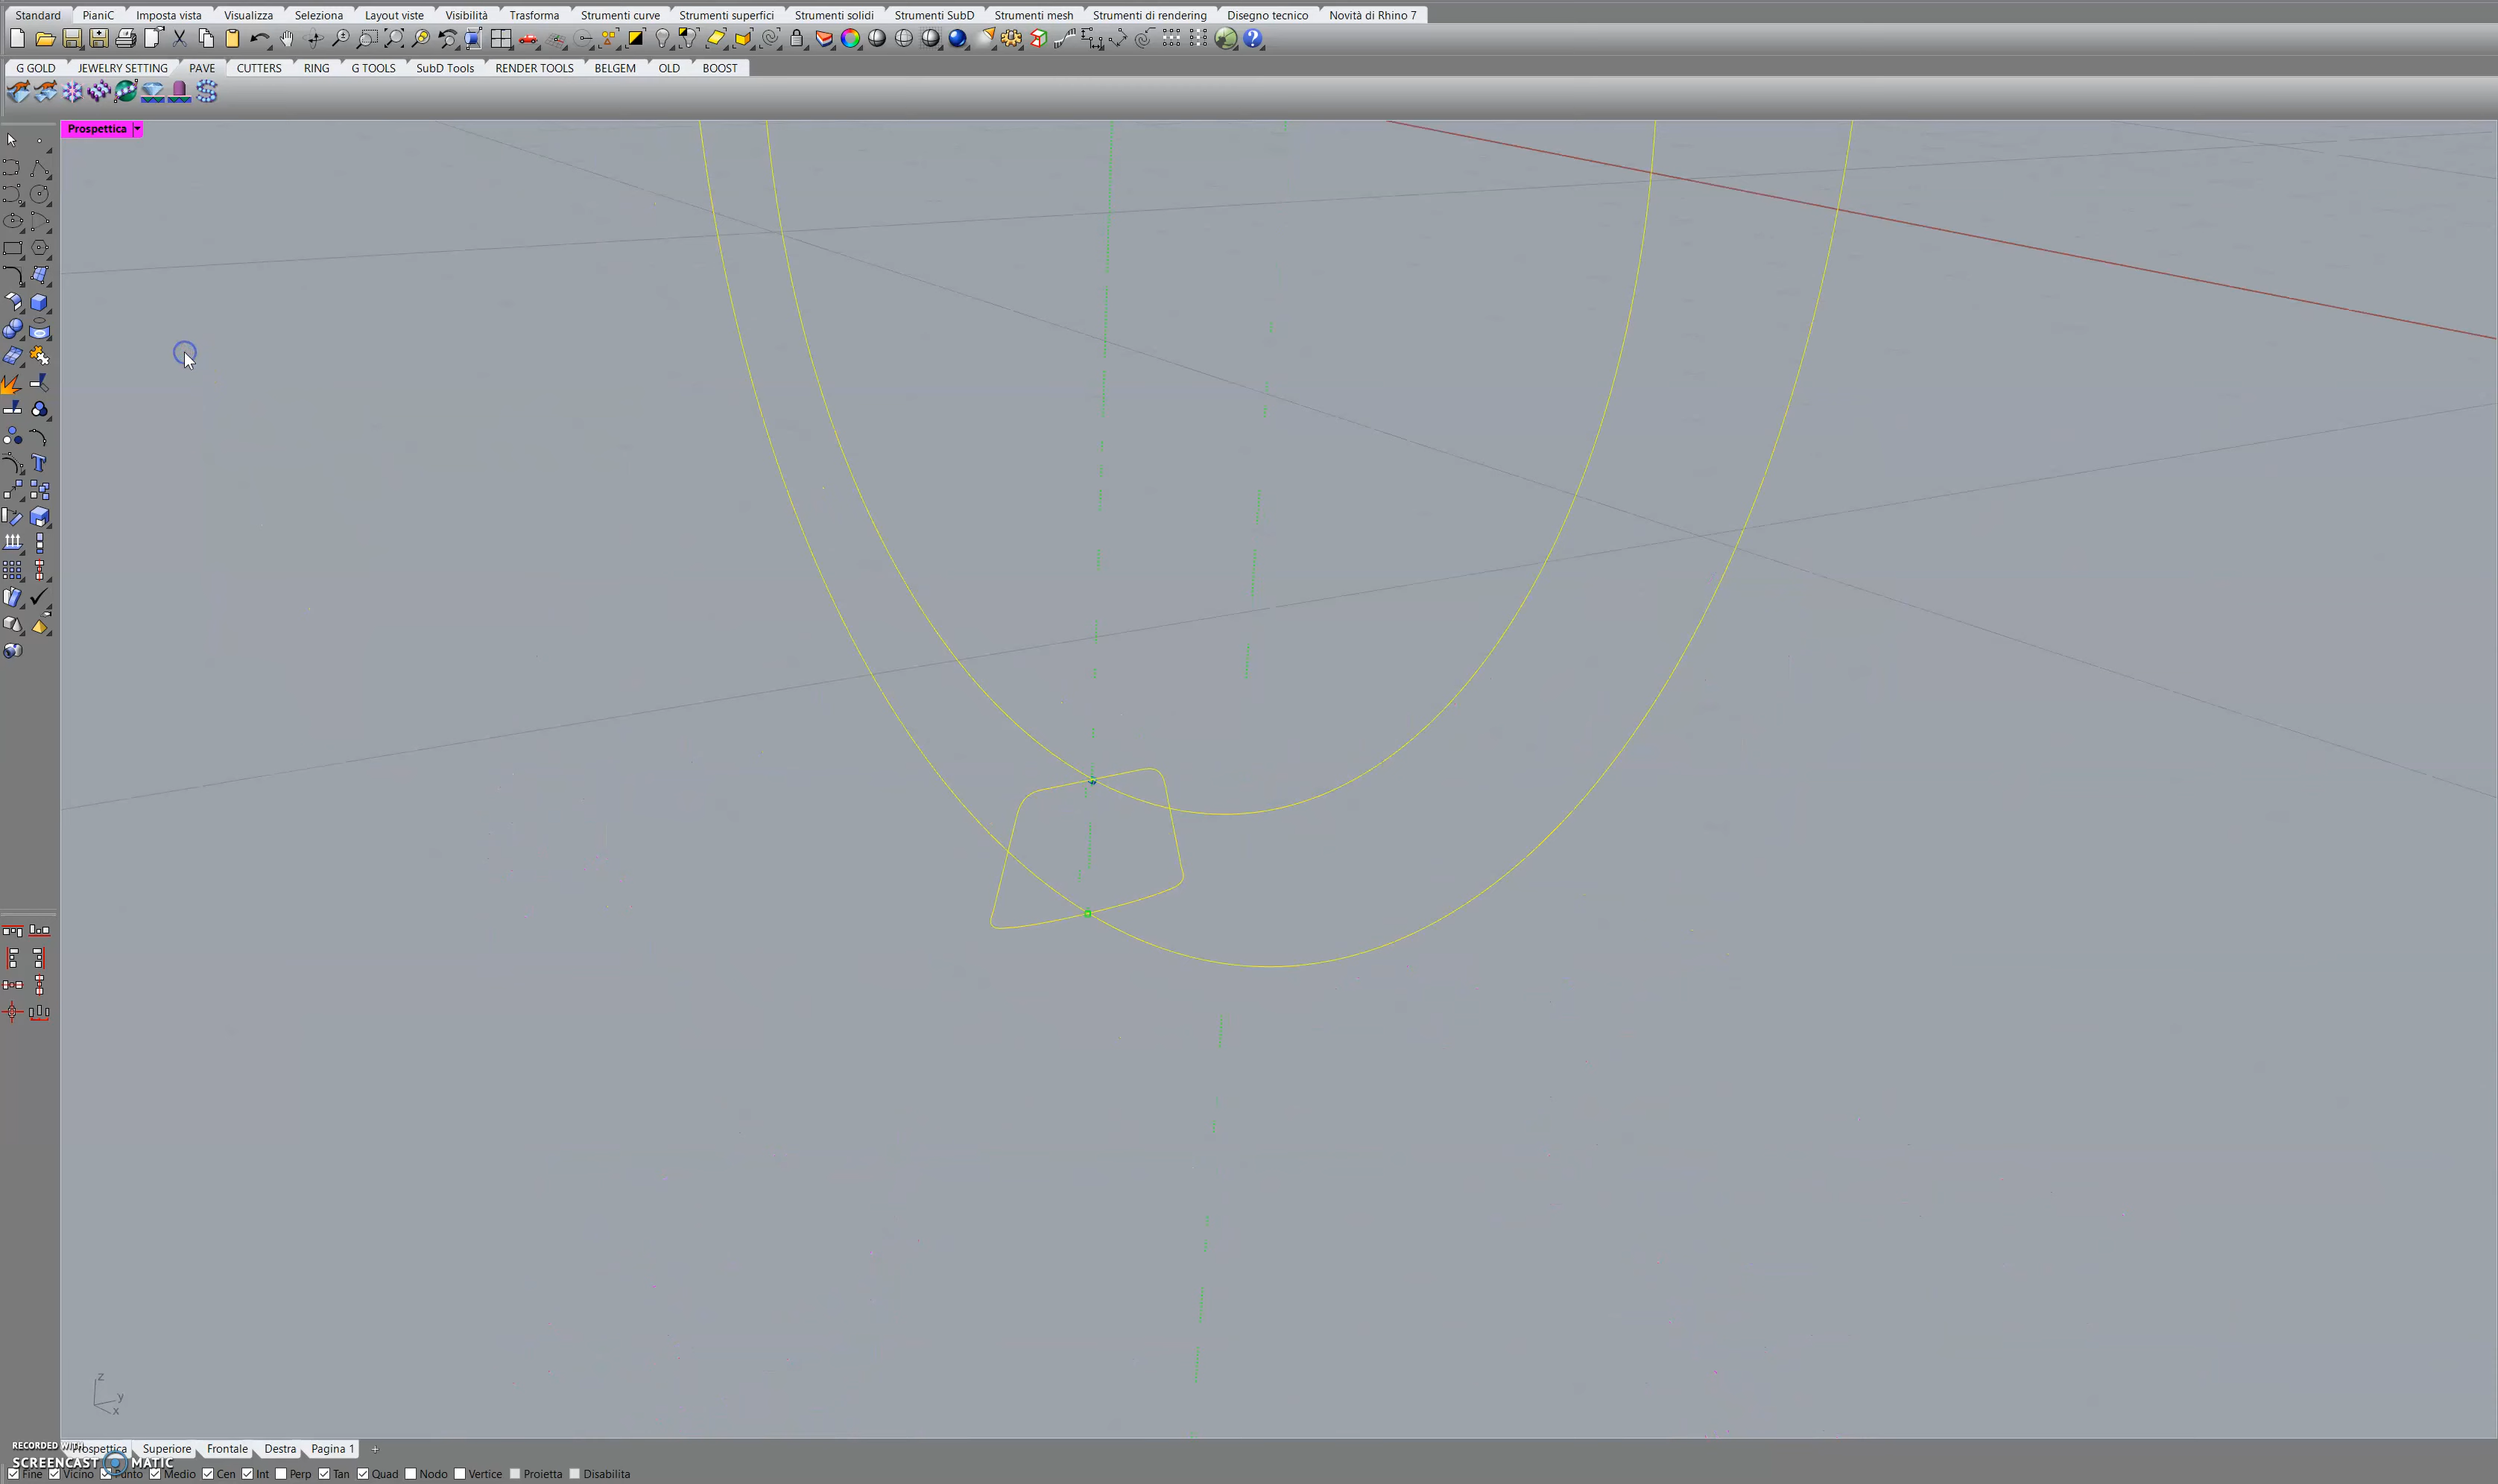 Standard PianiC Imposta vista Visualizza Seleziona Layout viste Visibilità Trasforma Strumenti curve Strumenti superfici Strumenti solidi Strumenti SubD Strumenti mesh Strumenti di rendering Disegno tecnico Novità di Rhino 7
G GOLD JEWELRY SETTING PAVE CUTTERS RING G TOOLS SubD Tools RENDER TOOLS BELGEM OLD BOOST
Prospettica
z
y
x
Prospettica Superiore Frontale Destra Pagina 1 +
RECORDED WITH
SCREENCAST MATIC
Fine Vicino Punto Medio Cen Int Perp Tan Quad Nodo Vertice Proietta Disabilita